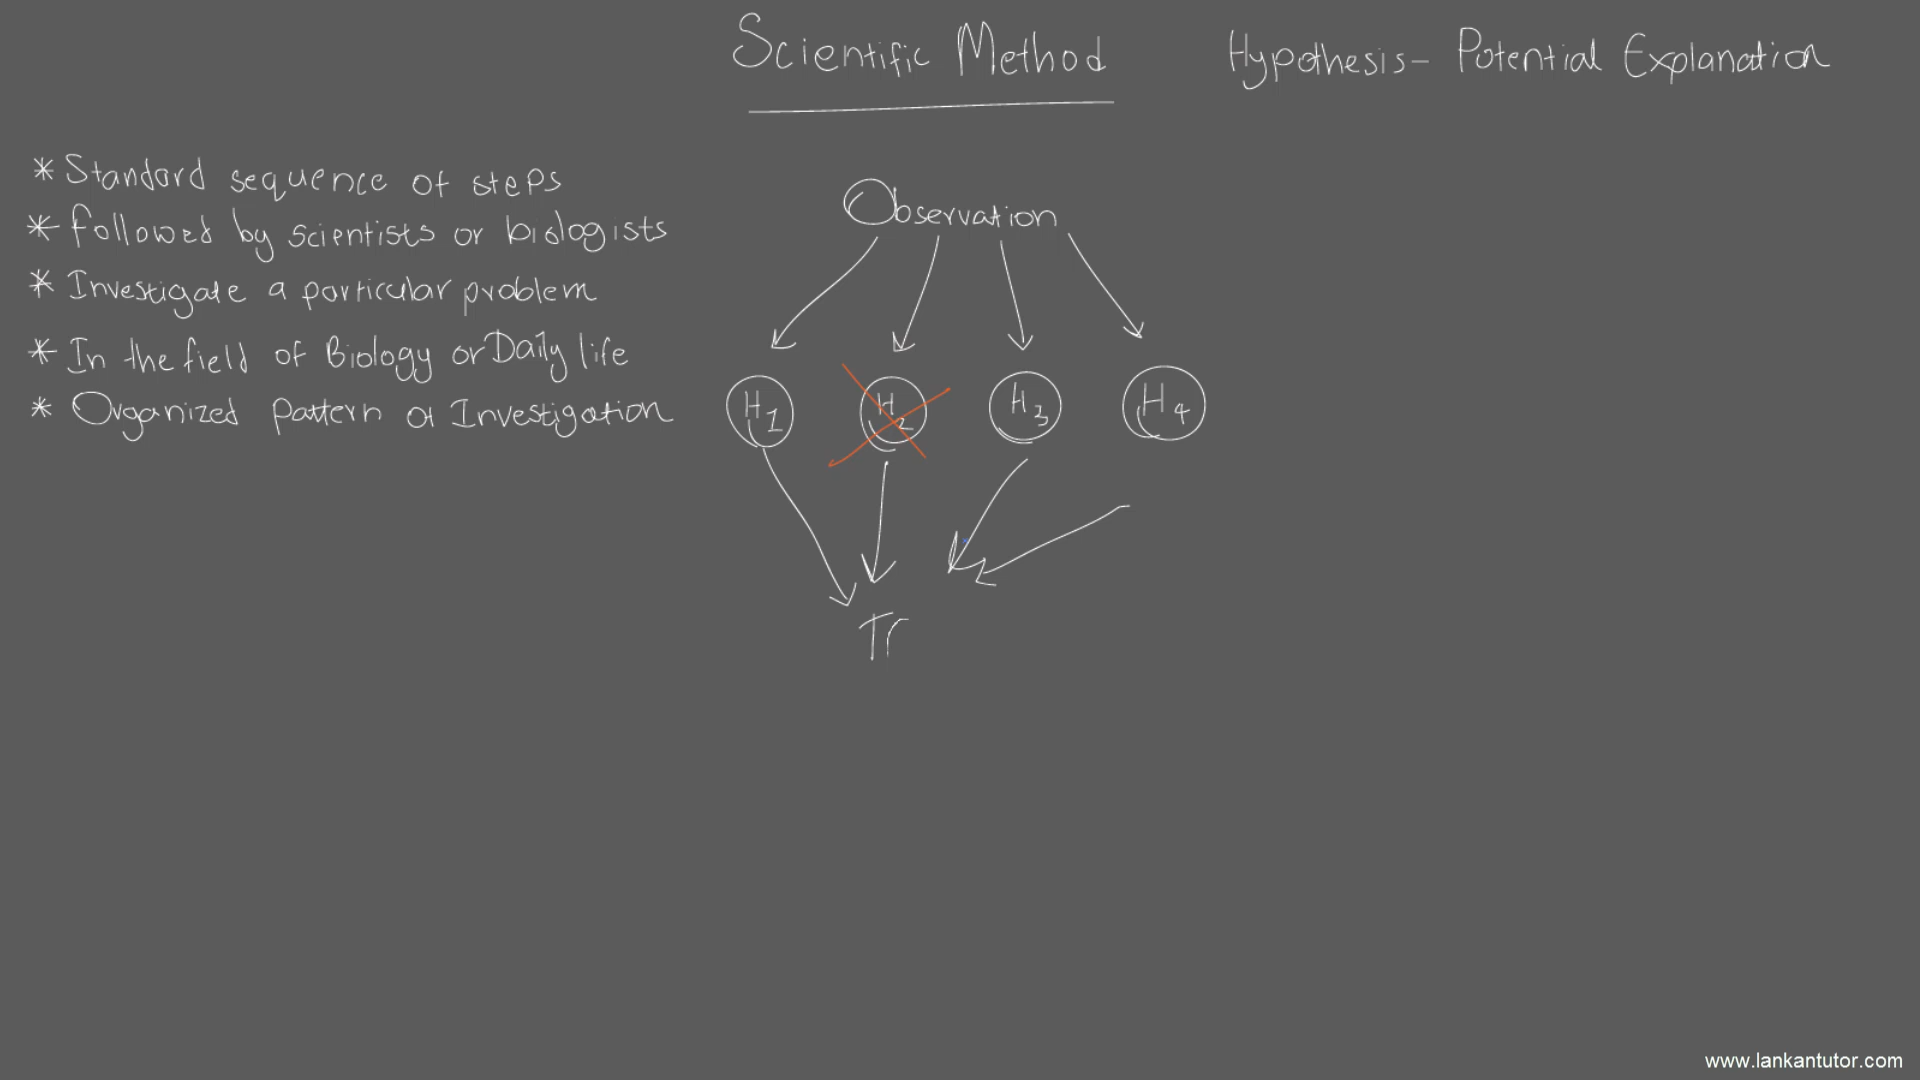 Scientific Method
Hypothesis - Potential Explanation
* Standard sequence of steps
* followed by scientists or biologists
* Investigate a particular problem
* In the field of Biology or Daily life
* Organized Pattern of Investigation
Observation
H1 H2 H3 H4
Tr
www.lankantutor.com